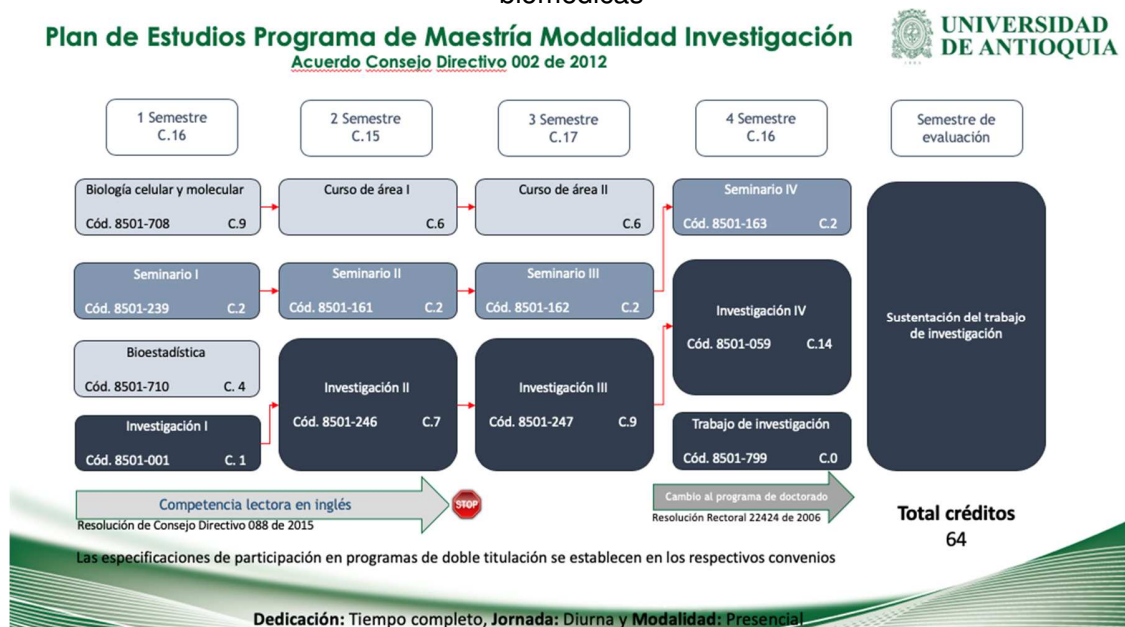 biomédicas
Plan de Estudios Programa de Maestría Modalidad Investigación
Acuerdo Consejo Directivo 002 de 2012
UNIVERSIDAD
DE ANTIOQUIA
1 Semestre
C.16
2 Semestre
C.15
3 Semestre
C.17
4 Semestre
C.16
Semestre de
evaluación
Biología celular y molecular
Cód. 8501-708 C.9
Curso de área I
C.6
Curso de área II
C.6
Seminario IV
Cód. 8501-163 C.2
Seminario I
Cód. 8501-239 C.2
Seminario II
Cód. 8501-161 C.2
Seminario III
Cód. 8501-162 C.2
Investigación IV
Cód. 8501-059 C.14
Sustentación del trabajo
de investigación
Bioestadística
Cód. 8501-710 C. 4
Investigación II
Cód. 8501-246 C.7
Investigación III
Cód. 8501-247 C.9
Investigación I
Cód. 8501-001 C. 1
Trabajo de investigación
Cód. 8501-799 C.0
Competencia lectora en inglés
STOP
Resolución de Consejo Directivo 088 de 2015
Cambio al programa de doctorado
Resolución Rectoral 22424 de 2006
Total créditos
64
Las especificaciones de participación en programas de doble titulación se establecen en los respectivos convenios
Dedicación: Tiempo completo, Jornada: Diurna y Modalidad: Presencial